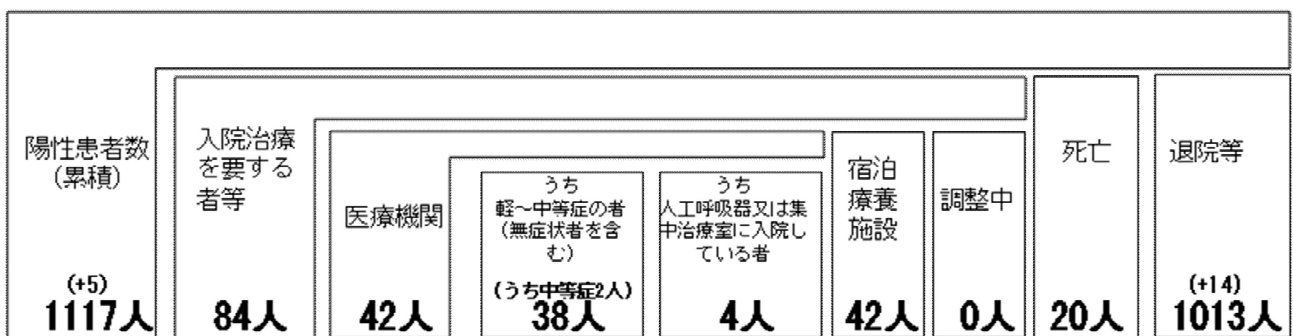 陽性患者数
(累積)
(+5)
1117人
入院治療
を要する
者等
84人
医療機関
42人
うち
軽～中等症の者
(無症状者を含
む)
(うち中等症2人)
38人
うち
人工呼吸器又は集
中治療室に入院し
ている者
4人
宿泊
療養
施設
42人
調整中
0人
死亡
20人
退院等
(+14)
1013人